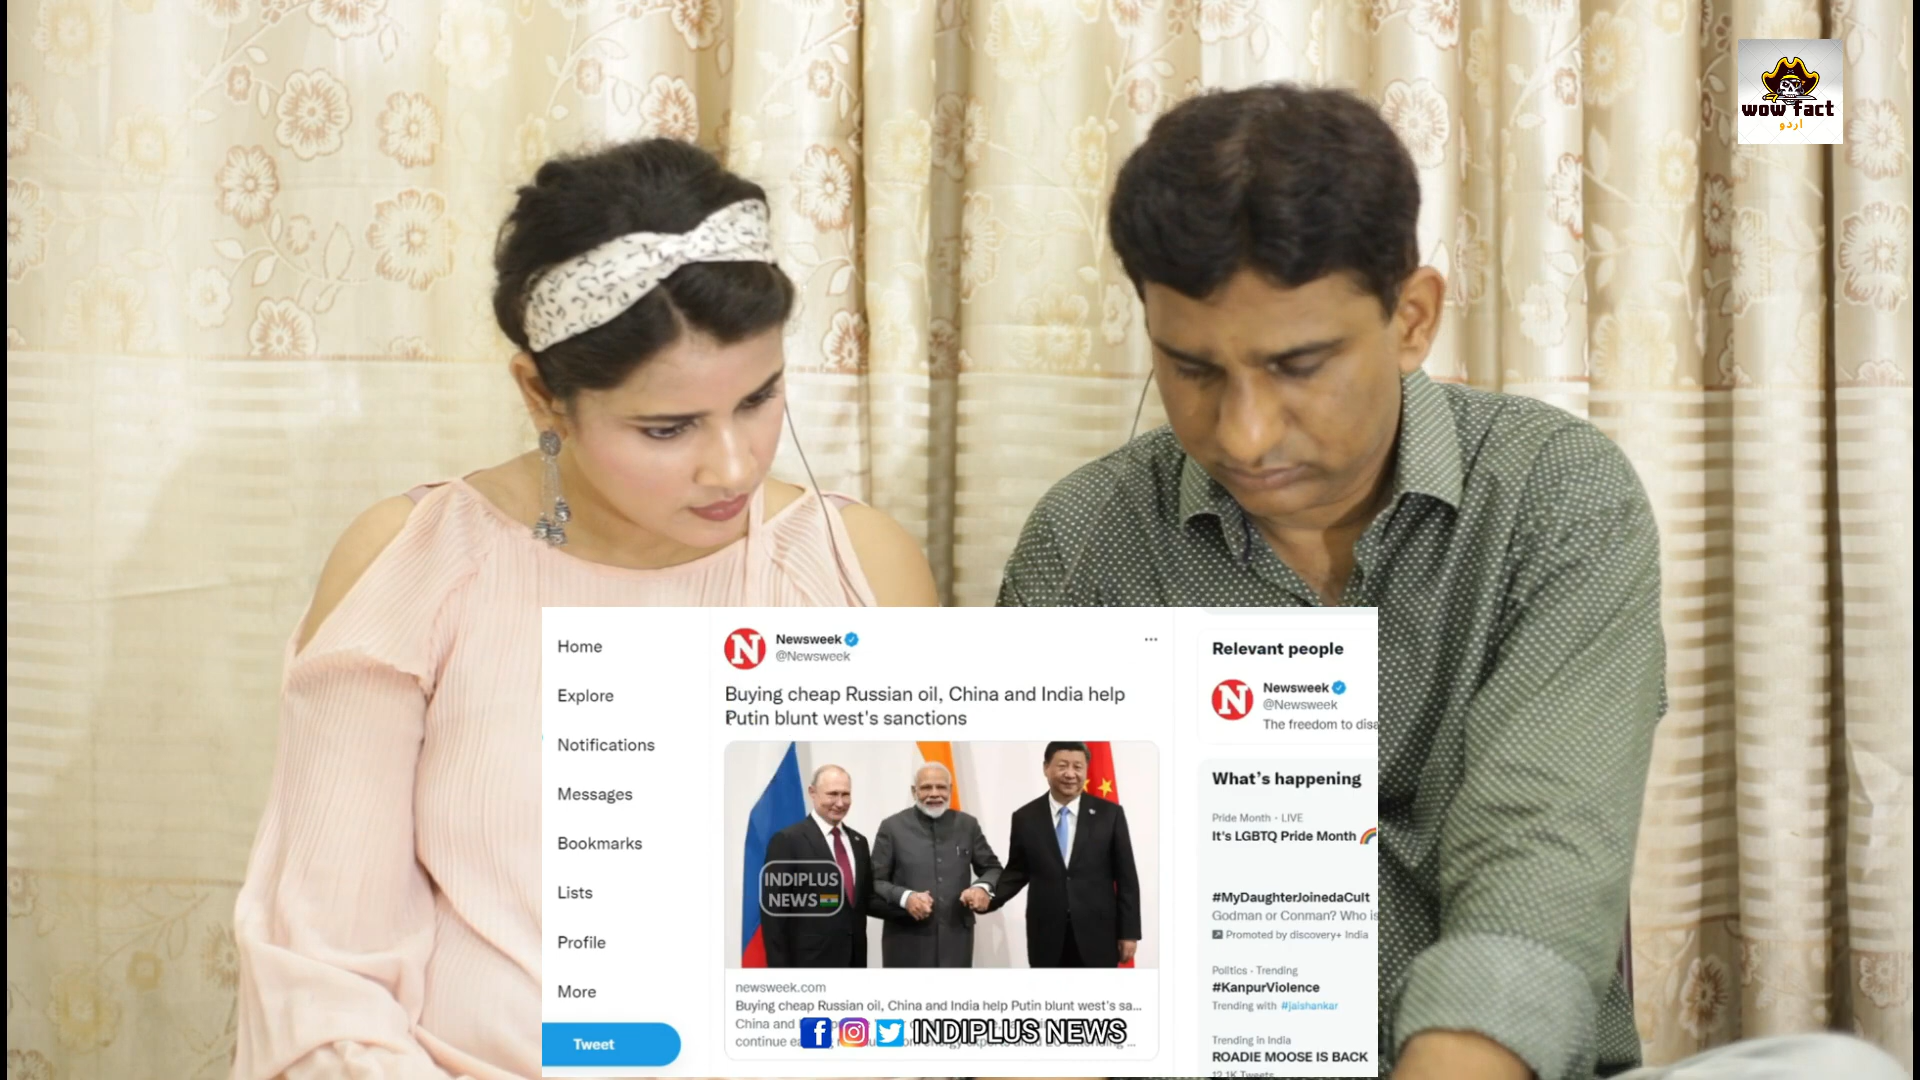 wow fact
اردو
Home
Explore
Notifications
Messages
Bookmarks
Lists
Profile
More
Tweet
Newsweek
@Newsweek
Buying cheap Russian oil, China and India help
Putin blunt west's sanctions
INDIPLUS
NEWS
newsweek.com
Buying cheap Russian oil, China and India help Putin blunt west's sa...
China and
continue
INDIPLUS NEWS
Relevant people
Newsweek
@Newsweek
The freedom to disa
What's happening
Pride Month · LIVE
It's LGBTQ Pride Month
#MyDaughterJoinedaCult
Godman or Conman? Who is
Promoted by discovery+ India
Politics · Trending
#KanpurViolence
Trending with #jaishankar
Trending in India
ROADIE MOOSE IS BACK
12.1K Tweets